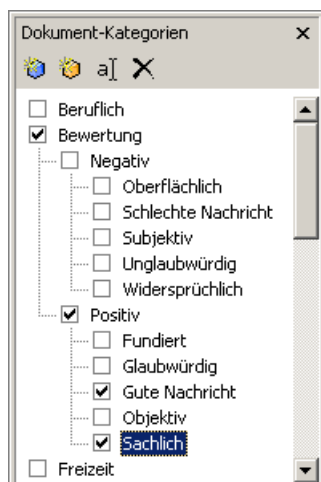 Dokument-Kategorien
a
Beruflich
Bewertung
Negativ
Oberflächlich
Schlechte Nachricht
Subjektiv
Unglaubwürdig
Widersprüchlich
Positiv
Fundiert
Glaubwürdig
Gute Nachricht
Objektiv
Sachlich
Freizeit